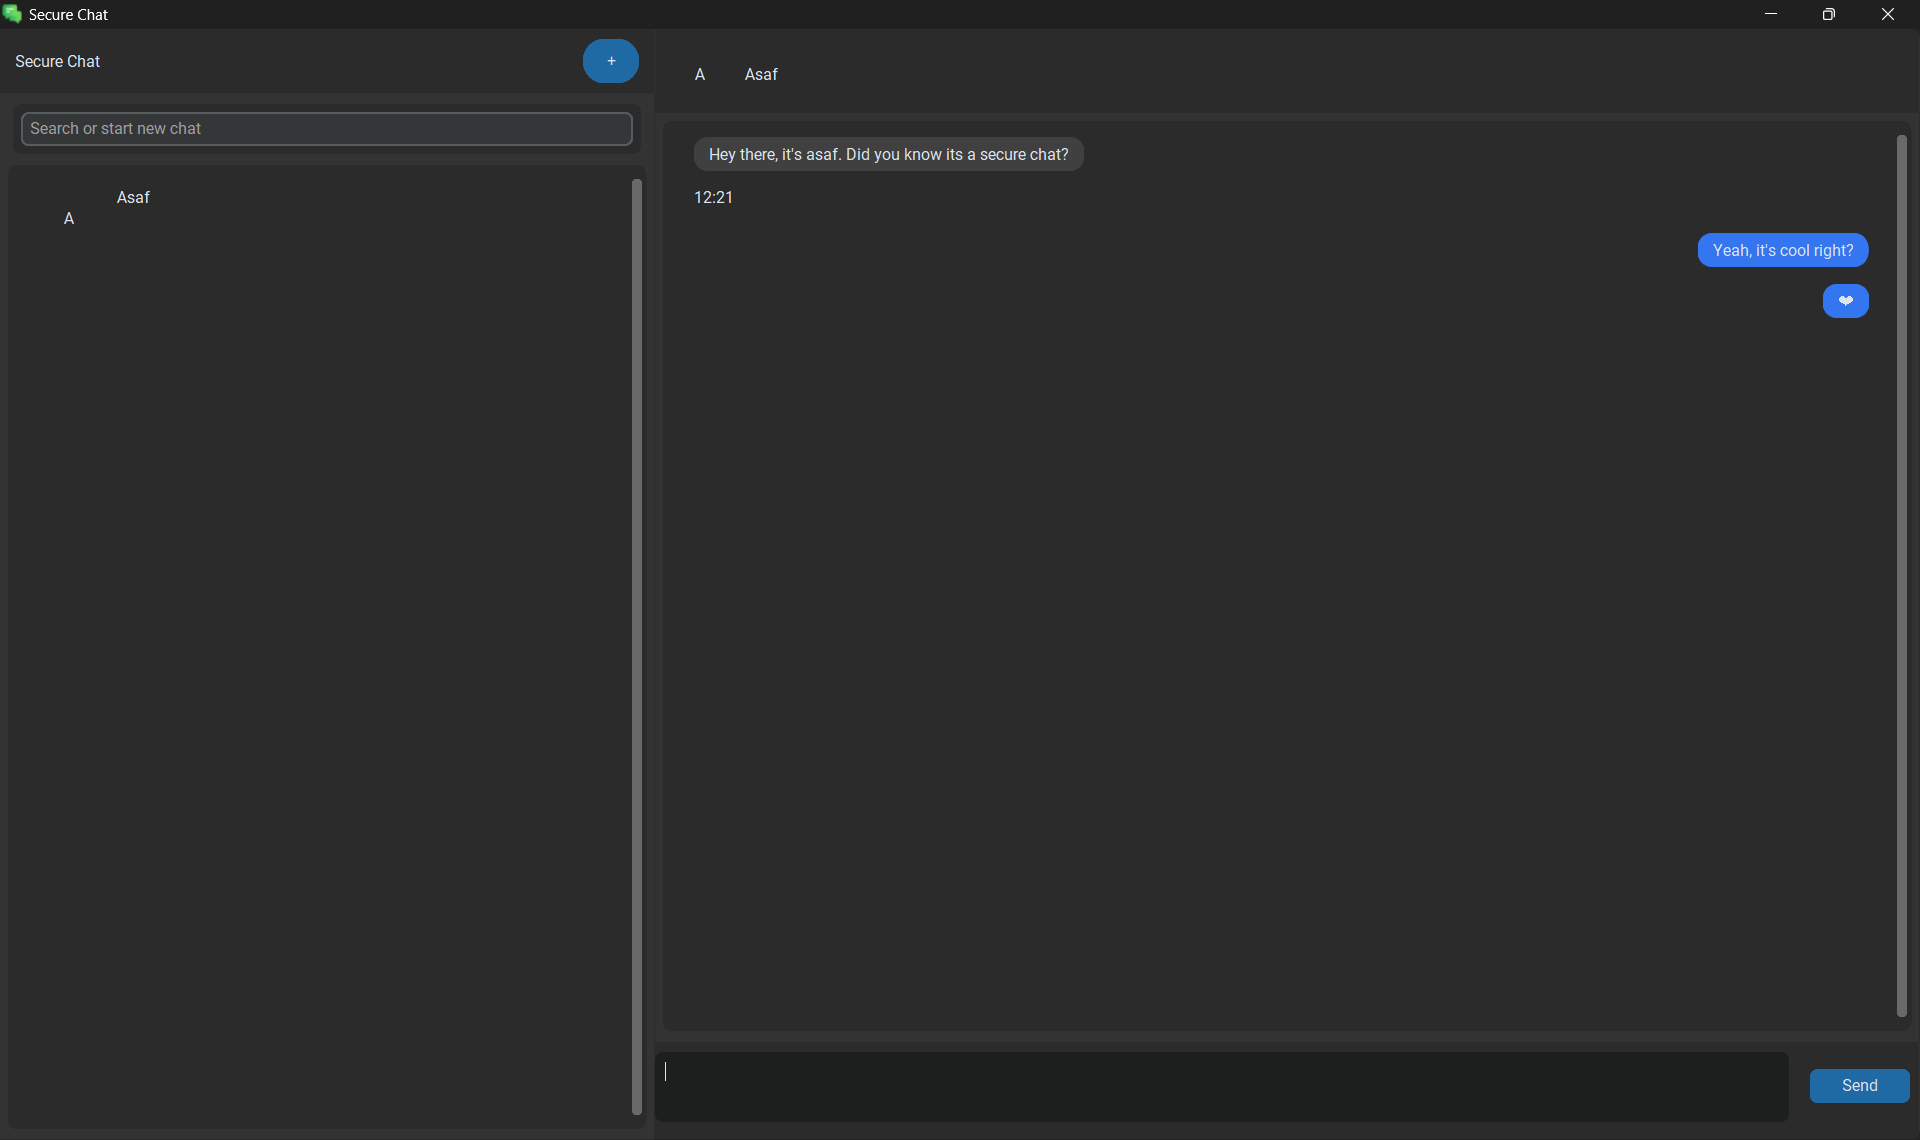 Secure Chat
Secure Chat
+
Search or start new chat
Asaf
A
A Asaf
Hey there, it's asaf. Did you know its a secure chat?
12:21
Yeah, it's cool right?
❤
Send